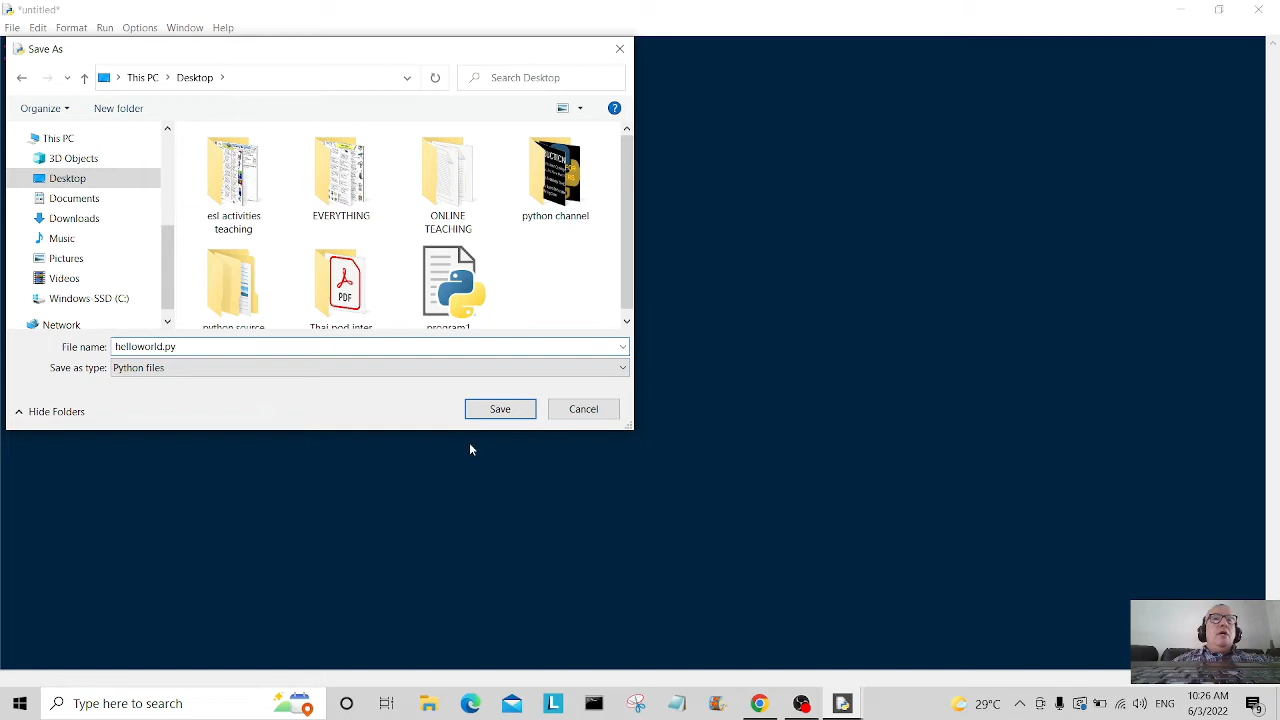 *untitled*
File Edit Format Run Options Window Help
Save As
This PC Desktop
Search Desktop
Organize New folder
This PC
3D Objects
Desktop
Documents
Downloads
Music
Pictures
Videos
Windows SSD (C:)
Network
esl activities teaching
EVERYTHING
ONLINE TEACHING
python channel
python source
Thai pod inter
PDF
program1
File name: helloworld.py
Save as type: Python files
Hide Folders
Save Cancel
Type here to search
29°C
ENG
10:26 AM
6/3/2022
9